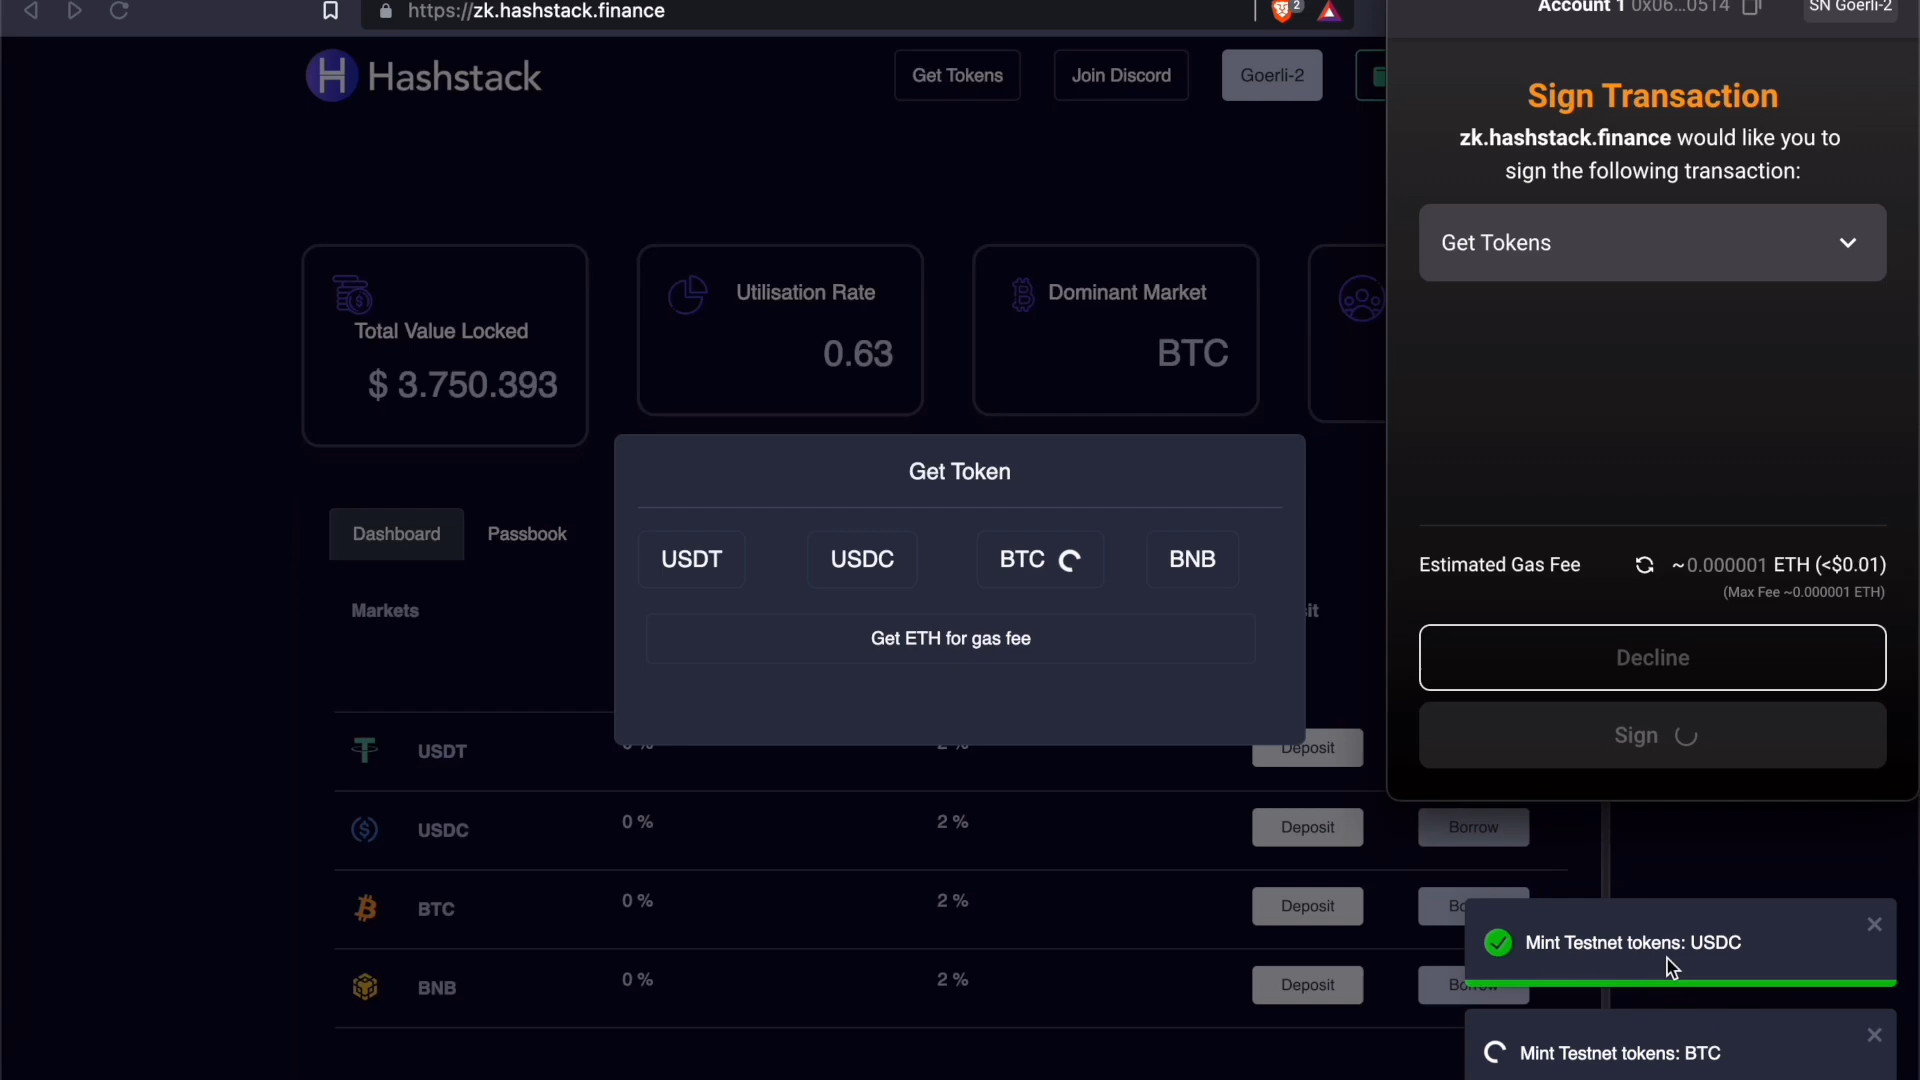 https://zk.hashstack.finance
2
Account 1 0x06...0514
SN Goerli-2
Hashstack
Get Tokens
Join Discord
Goerli-2
Sign Transaction
zk.hashstack.finance would like you to
sign the following transaction:
Get Tokens
Total Value Locked
$ 3.750.393
Utilisation Rate
0.63
Dominant Market
BTC
Get Token
USDT
USDC
BTC
BNB
Get ETH for gas fee
Dashboard
Passbook
Markets
Estimated Gas Fee
~0.000001 ETH (<$0.01)
(Max Fee ~0.000001 ETH)
Decline
Sign
USDT
Deposit
USDC
0 %
2 %
Deposit
Borrow
BTC
0 %
2 %
Deposit
BNB
0 %
2 %
Deposit
Mint Testnet tokens: USDC
Mint Testnet tokens: BTC